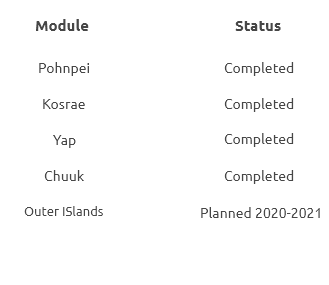 Module Status
Pohnpei Completed
Kosrae Completed
Yap Completed
Chuuk Completed
Outer ISlands Planned 2020-2021